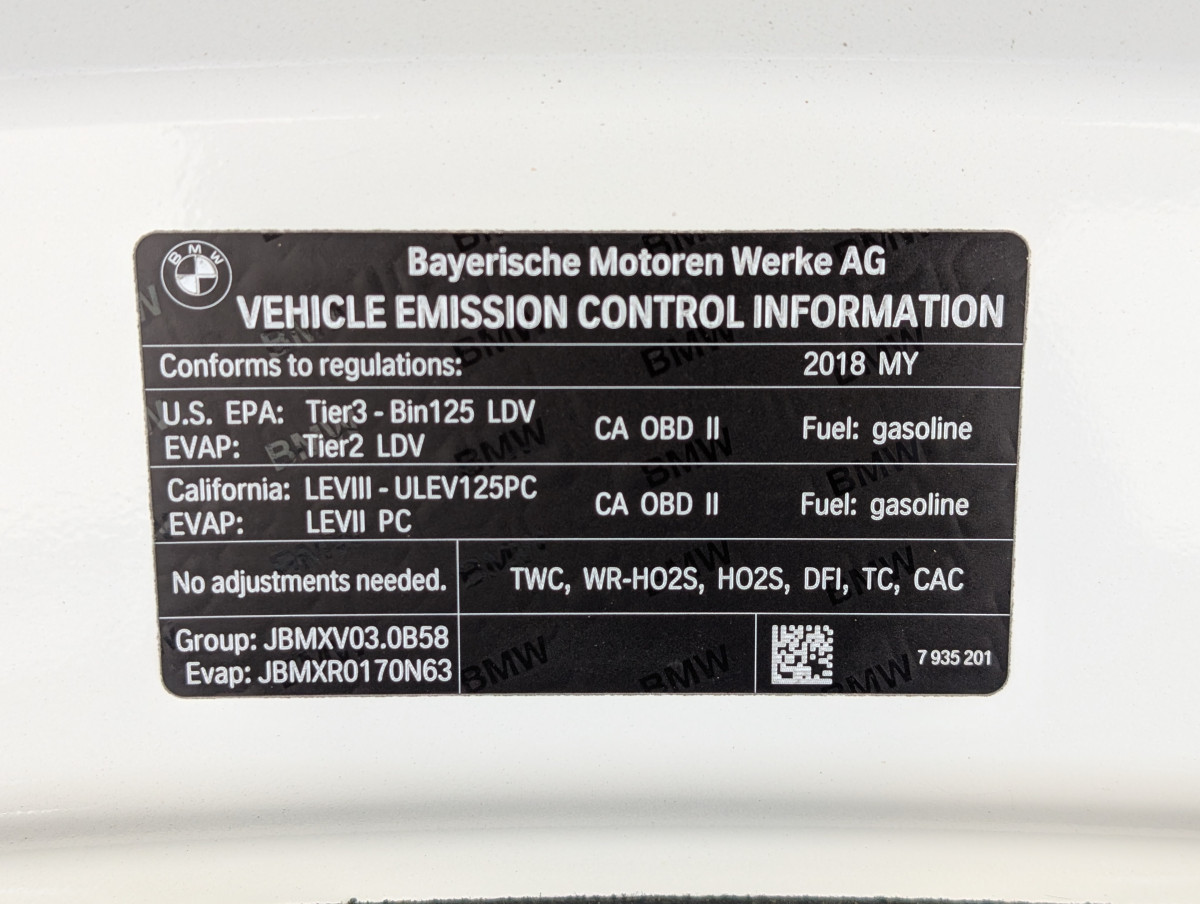 BMW
Bayerische Motoren Werke AG
VEHICLE EMISSION CONTROL INFORMATION
Conforms to regulations: 2018 MY
U.S. EPA: Tier3 - Bin125 LDV
EVAP: Tier2 LDV
CA OBD II Fuel: gasoline
California: LEVIII - ULEV125PC
EVAP: LEVII PC
CA OBD II Fuel: gasoline
No adjustments needed. TWC, WR-HO2S, HO2S, DFI, TC, CAC
Group: JBMXV03.0B58
Evap: JBMXR0170N63
7 935 201